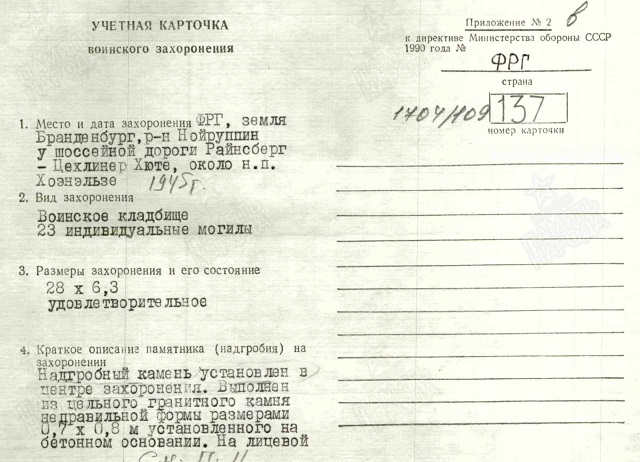 УЧЕТНАЯ КАРТОЧКА
воинского захоронения
Приложение № 2
в
к директиве Министерства обороны СССР
1990 года №
ФРГ
страна
1704/109
137
номер карточки
1. Место и дата захоронения ФРГ, земля
Бранденбург, р-н Нойруппин
у шоссейной дороги Райнсберг
- Цехлинер Хюте, около н.п.
Хоэнэльзе 1945г.
2. Вид захоронения
Воинское кладбище
23 индивидуальные могилы
3. Размеры захоронения и его состояние
28 х 6,3
удовлетворительное
4. Краткое описание памятника (надгробия) на
захоронении
Надгробный камень установлен в
центре захоронения. Выполнен
из цельного гранитного камня
неправильной формы размерами
0,7 х 0,8 м установленного на
бетонном основании. На лицевой